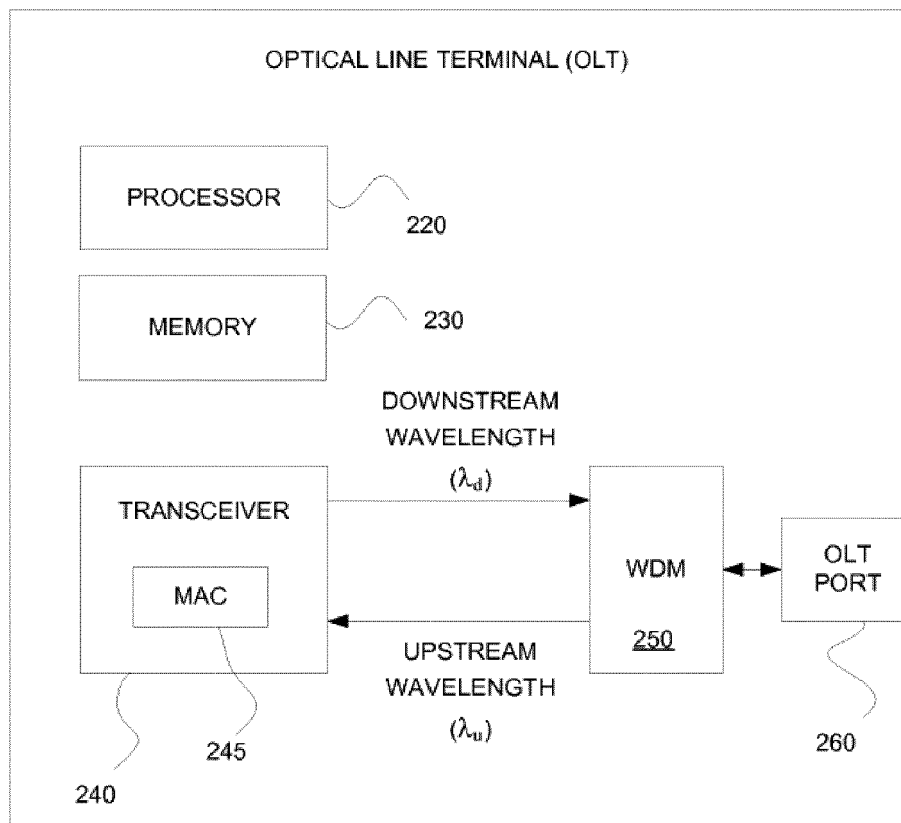 OPTICAL LINE TERMINAL (OLT)
PROCESSOR
220
MEMORY
230
DOWNSTREAM
WAVELENGTH
(λd)
TRANSCEIVER
MAC
WDM
250
OLT
PORT
UPSTREAM
WAVELENGTH
(λu)
245
240
260